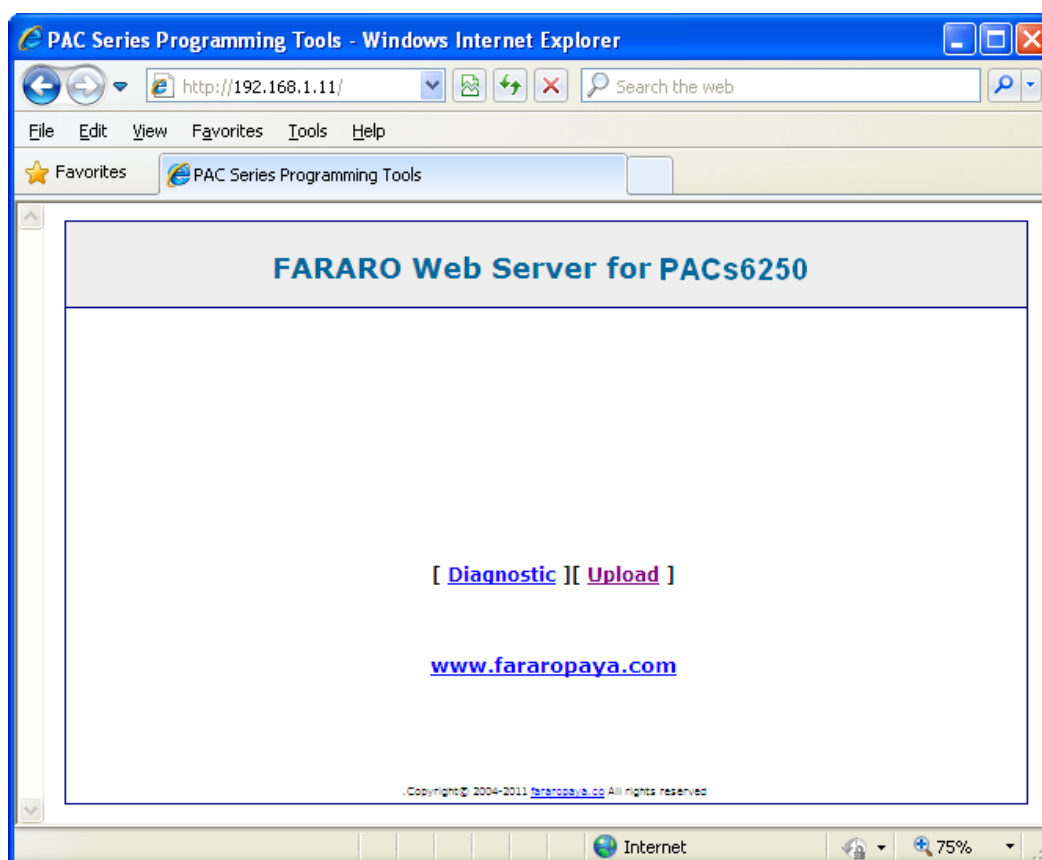 PAC Series Programming Tools - Windows Internet Explorer
http://192.168.1.11/
Search the web
File Edit View Favorites Tools Help
Favorites
PAC Series Programming Tools
FARARO Web Server for PACs6250
[ Diagnostic ][ Upload ]
www.fararopaya.com
.Copyright© 2004-2011 fararopaya.co All rights reserved
Internet
75%